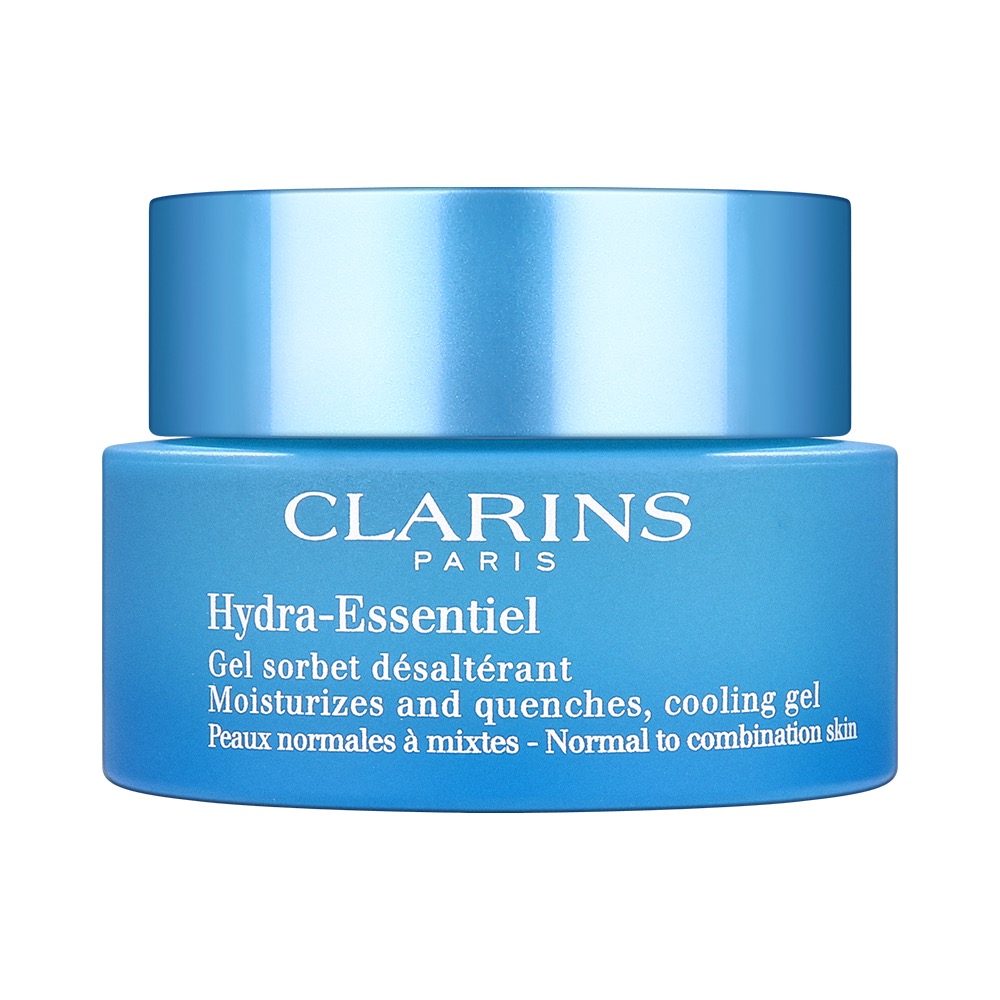 CLARINS
PARIS
Hydra-Essentiel
Gel sorbet désaltérant
Moisturizes and quenches, cooling gel
Peaux normales à mixtes - Normal to combination skin